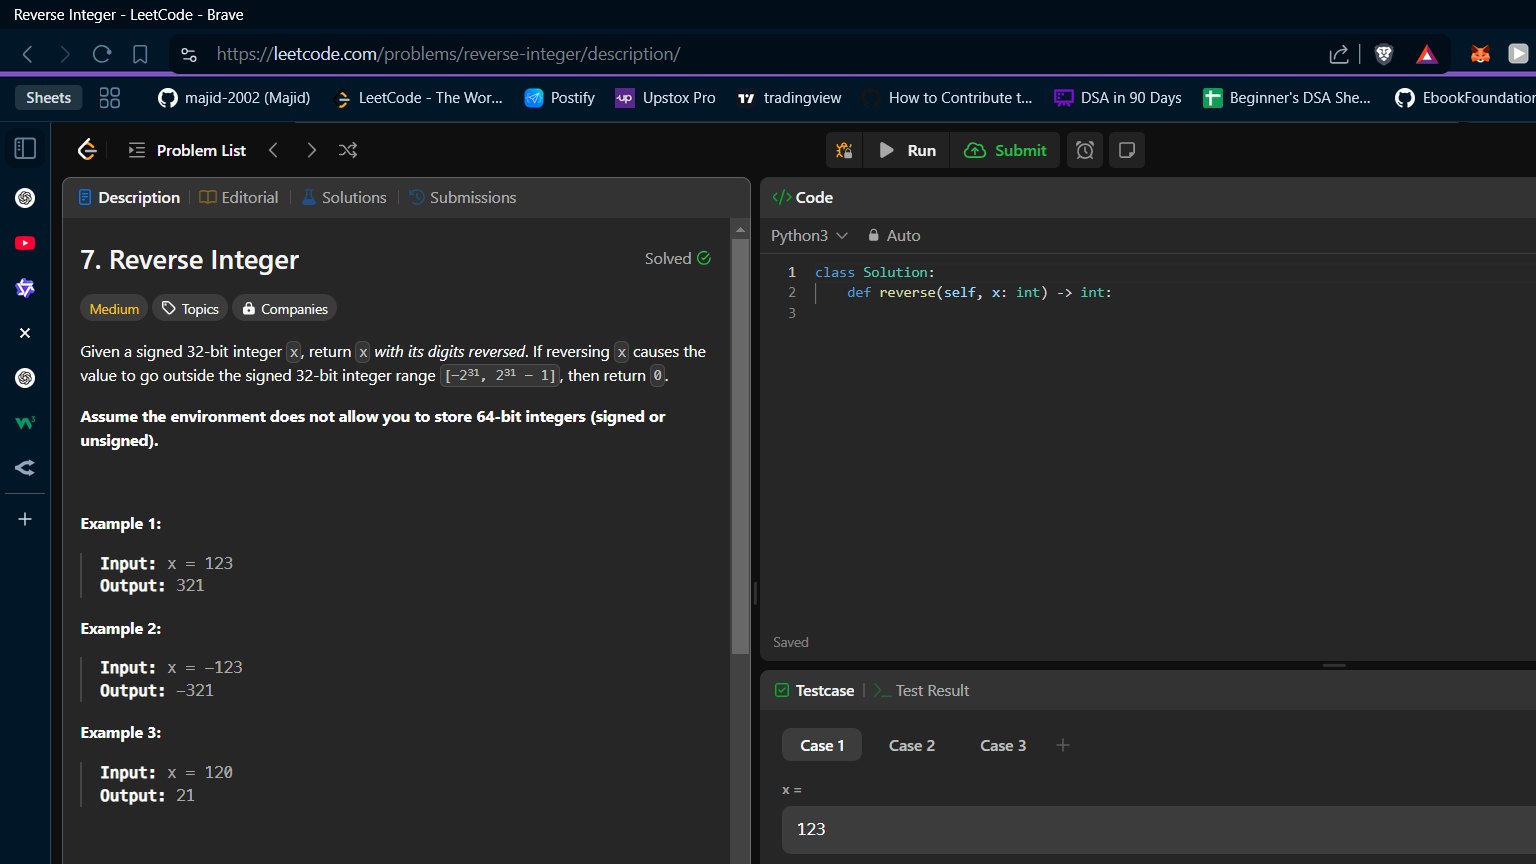 Reverse Integer - LeetCode - Brave
https://leetcode.com/problems/reverse-integer/description/
Sheets majid-2002 (Majid) LeetCode - The Wor... Postify up Upstox Pro tradingview How to Contribute t... DSA in 90 Days Beginner's DSA She... EbookFoundation
Problem List Run Submit
Description Editorial Solutions Submissions
7. Reverse Integer Solved
Medium Topics Companies
Given a signed 32-bit integer x, return x with its digits reversed. If reversing x causes the
value to go outside the signed 32-bit integer range [-2³¹, 2³¹ - 1], then return 0.
Assume the environment does not allow you to store 64-bit integers (signed or
unsigned).
Example 1:
Input: x = 123
Output: 321
Example 2:
Input: x = -123
Output: -321
Example 3:
Input: x = 120
Output: 21
</> Code
Python3 Auto
1 class Solution:
2 def reverse(self, x: int) -> int:
3
Saved
Testcase >_ Test Result
Case 1 Case 2 Case 3 +
x =
123